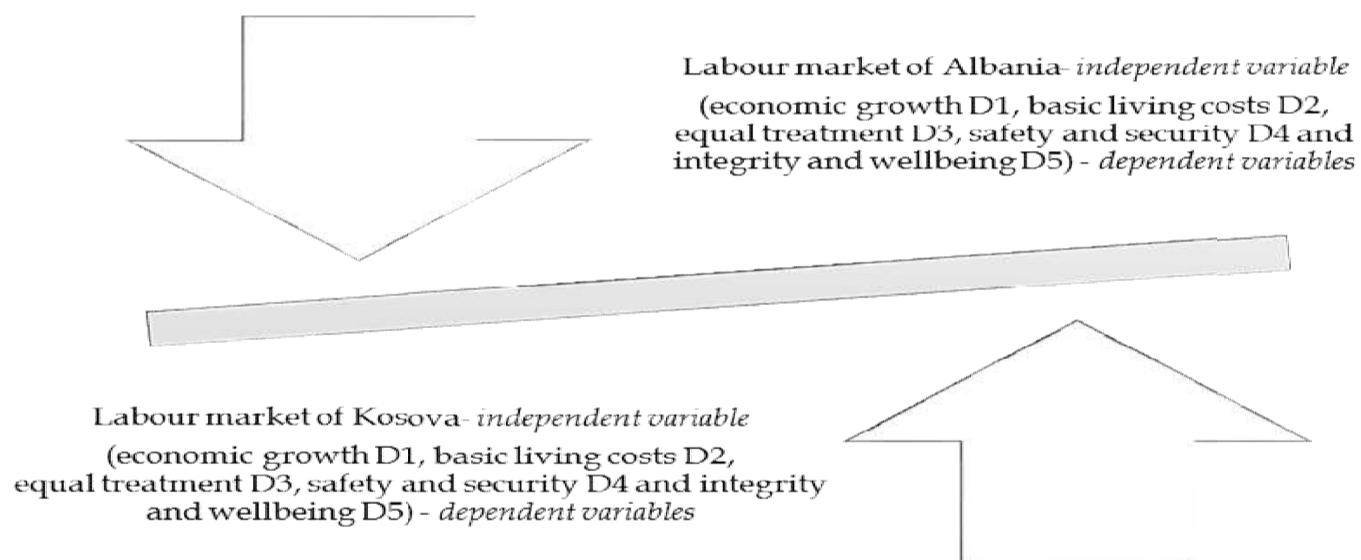 Labour market of Albania- independent variable
(economic growth D1, basic living costs D2,
equal treatment D3, safety and security D4 and
integrity and wellbeing D5) - dependent variables
Labour market of Kosova- independent variable
(economic growth D1, basic living costs D2,
equal treatment D3, safety and security D4 and integrity
and wellbeing D5) - dependent variables